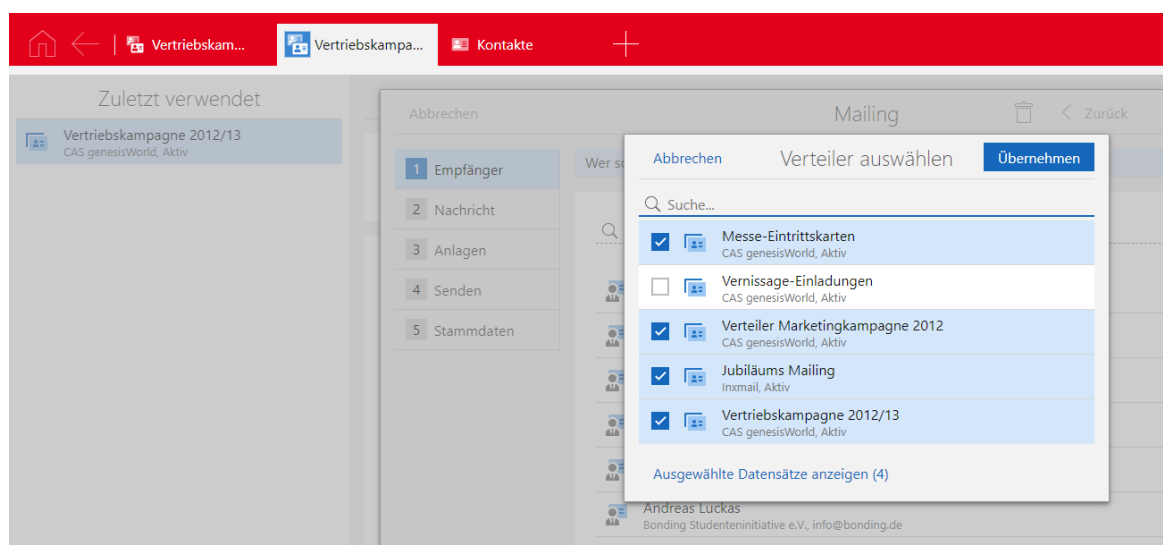 Vertriebskam...
Vertriebskampa...
Kontakte
Zuletzt verwendet
Vertriebskampagne 2012/13
CAS genesisWorld, Aktiv
Abbrechen
Mailing
Zurück
1 Empfänger
2 Nachricht
3 Anlagen
4 Senden
5 Stammdaten
Wer so
Abbrechen
Verteiler auswählen
Übernehmen
Suche...
Messe-Eintrittskarten
CAS genesisWorld, Aktiv
Vernissage-Einladungen
CAS genesisWorld, Aktiv
Verteiler Marketingkampagne 2012
CAS genesisWorld, Aktiv
Jubiläums Mailing
Inxmail, Aktiv
Vertriebskampagne 2012/13
CAS genesisWorld, Aktiv
Ausgewählte Datensätze anzeigen (4)
Andreas Luckas
Bonding Studenteninitiative e.V., info@bonding.de